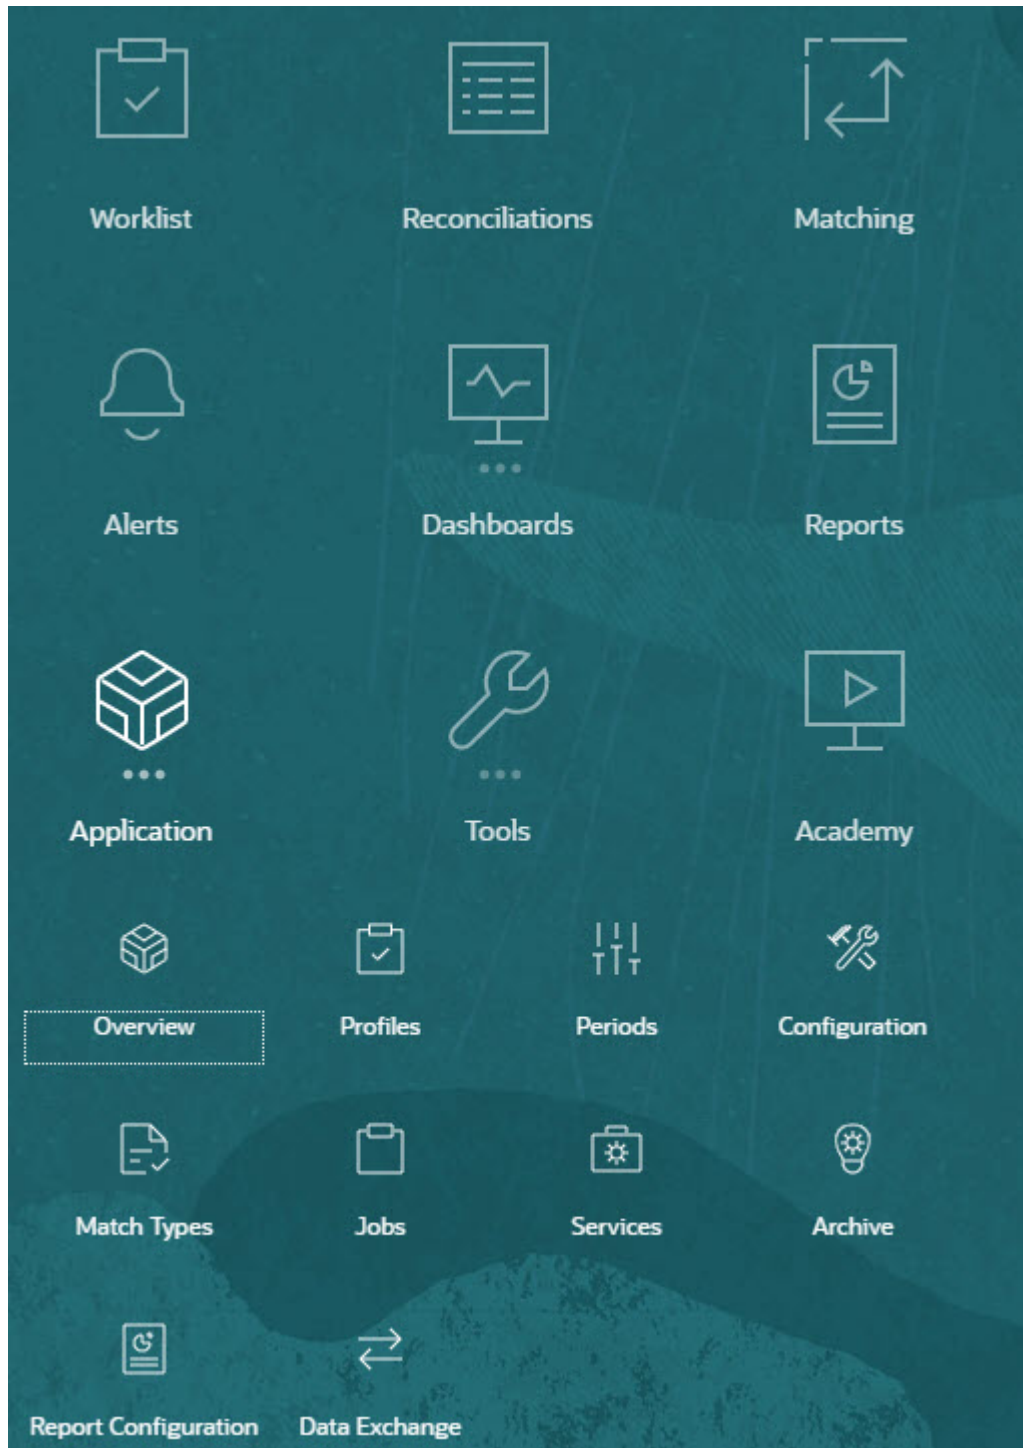 Worklist Reconciliations Matching
Alerts Dashboards Reports
Application Tools Academy
Overview Profiles Periods Configuration
Match Types Jobs Services Archive
Report Configuration Data Exchange